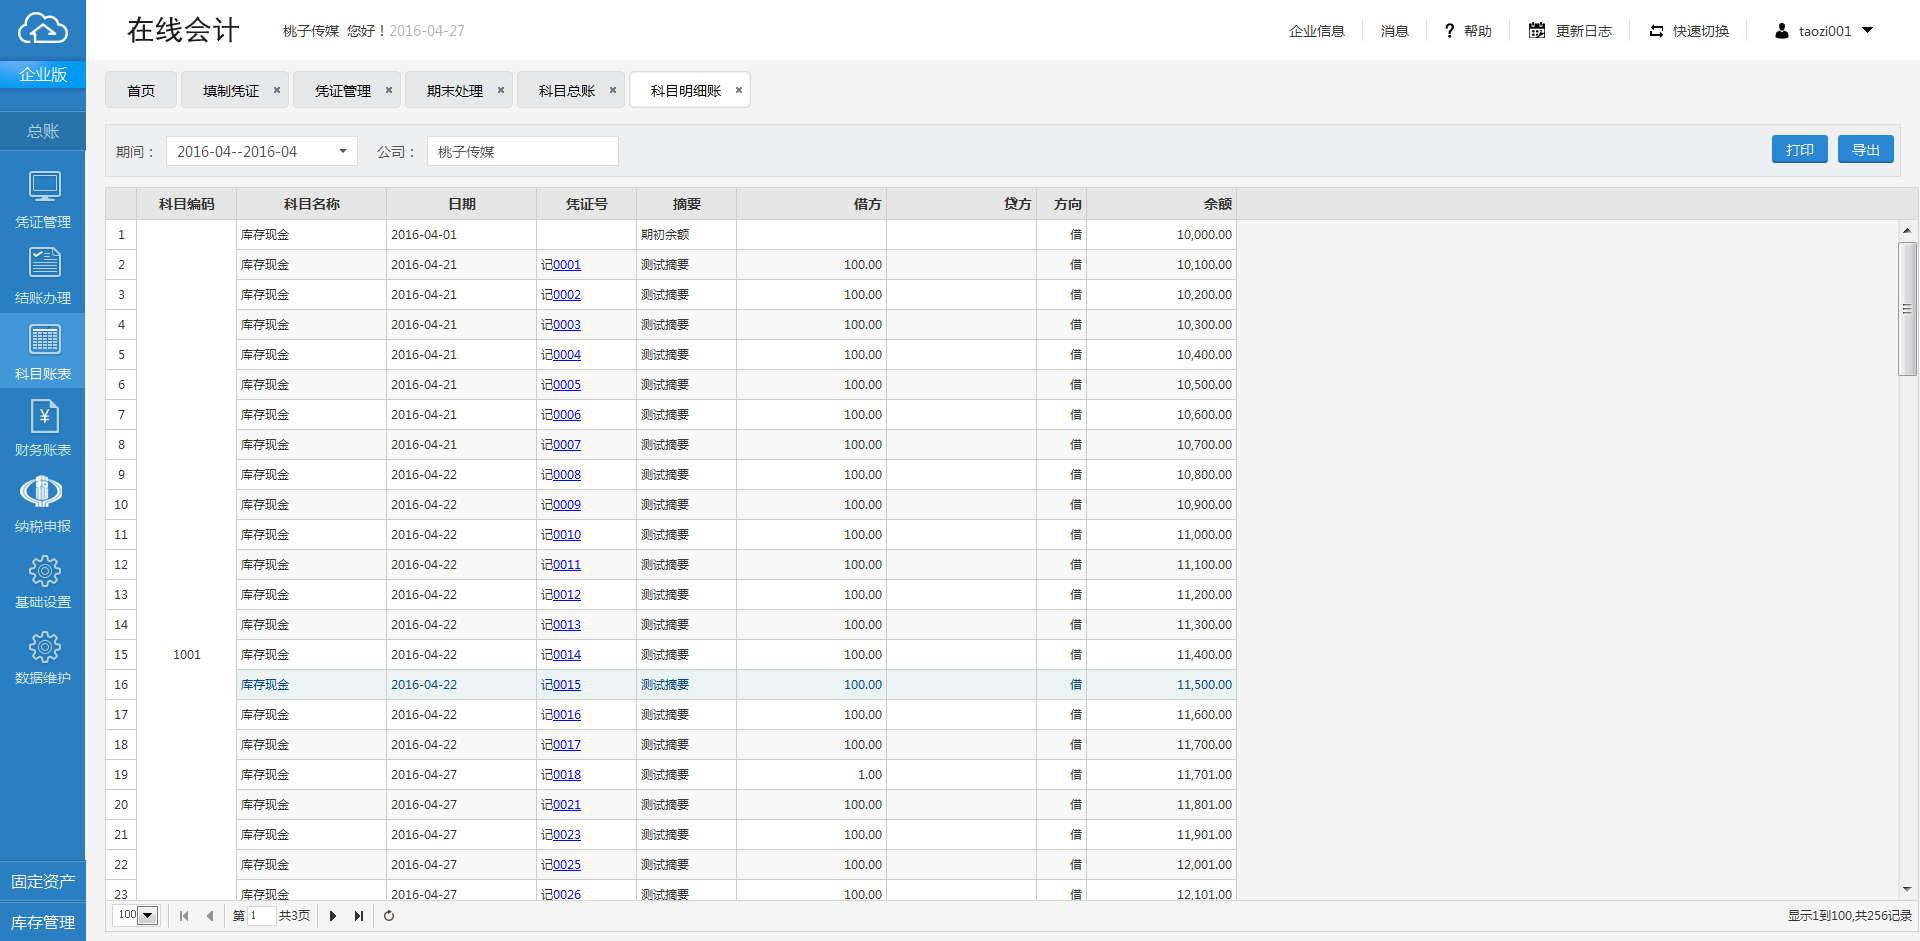 在线会计 桃子传媒 您好！2016-04-27 企业信息 消息 ? 帮助 更新日志 快速切换 taozi001
企业版
首页 填制凭证 × 凭证管理 × 期末处理 × 科目总账 × 科目明细账 ×
总账
期间： 2016-04--2016-04 公司： 桃子传媒 打印 导出
凭证管理
结账办理
科目账表
财务账表
纳税申报
基础设置
数据维护
固定资产
库存管理
科目编码 科目名称 日期 凭证号 摘要 借方 贷方 方向 余额
1 库存现金 2016-04-01 期初余额 借 10,000.00
2 库存现金 2016-04-21 记0001 测试摘要 100.00 借 10,100.00
3 库存现金 2016-04-21 记0002 测试摘要 100.00 借 10,200.00
4 库存现金 2016-04-21 记0003 测试摘要 100.00 借 10,300.00
5 库存现金 2016-04-21 记0004 测试摘要 100.00 借 10,400.00
6 库存现金 2016-04-21 记0005 测试摘要 100.00 借 10,500.00
7 库存现金 2016-04-21 记0006 测试摘要 100.00 借 10,600.00
8 库存现金 2016-04-21 记0007 测试摘要 100.00 借 10,700.00
9 库存现金 2016-04-22 记0008 测试摘要 100.00 借 10,800.00
10 库存现金 2016-04-22 记0009 测试摘要 100.00 借 10,900.00
11 库存现金 2016-04-22 记0010 测试摘要 100.00 借 11,000.00
12 库存现金 2016-04-22 记0011 测试摘要 100.00 借 11,100.00
13 库存现金 2016-04-22 记0012 测试摘要 100.00 借 11,200.00
14 库存现金 2016-04-22 记0013 测试摘要 100.00 借 11,300.00
15 1001 库存现金 2016-04-22 记0014 测试摘要 100.00 借 11,400.00
16 库存现金 2016-04-22 记0015 测试摘要 100.00 借 11,500.00
17 库存现金 2016-04-22 记0016 测试摘要 100.00 借 11,600.00
18 库存现金 2016-04-22 记0017 测试摘要 100.00 借 11,700.00
19 库存现金 2016-04-27 记0018 测试摘要 1.00 借 11,701.00
20 库存现金 2016-04-27 记0021 测试摘要 100.00 借 11,801.00
21 库存现金 2016-04-27 记0023 测试摘要 100.00 借 11,901.00
22 库存现金 2016-04-27 记0025 测试摘要 100.00 借 12,001.00
23 库存现金 2016-04-27 记0026 测试摘要 100.00 借 12,101.00
100 第 1 共3页 显示1到100,共256记录